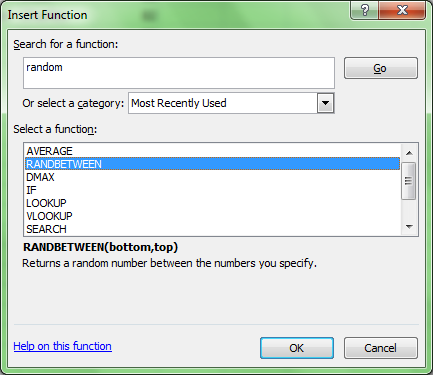 Insert Function
Search for a function:
random
Go
Or select a category: Most Recently Used
Select a function:
AVERAGE
RANDBETWEEN
DMAX
IF
LOOKUP
VLOOKUP
SEARCH
RANDBETWEEN(bottom,top)
Returns a random number between the numbers you specify.
Help on this function
OK
Cancel